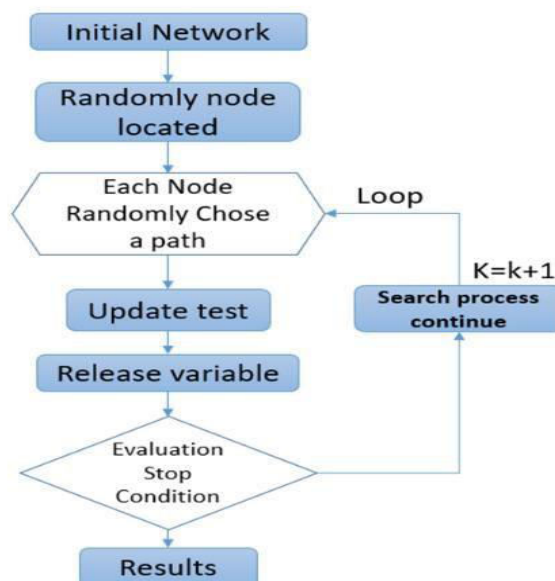 Initial Network
Randomly node
located
Each Node
Randomly Chose
a path
Loop
K=k+1
Update test
Search process
continue
Release variable
Evaluation
Stop
Condition
Results